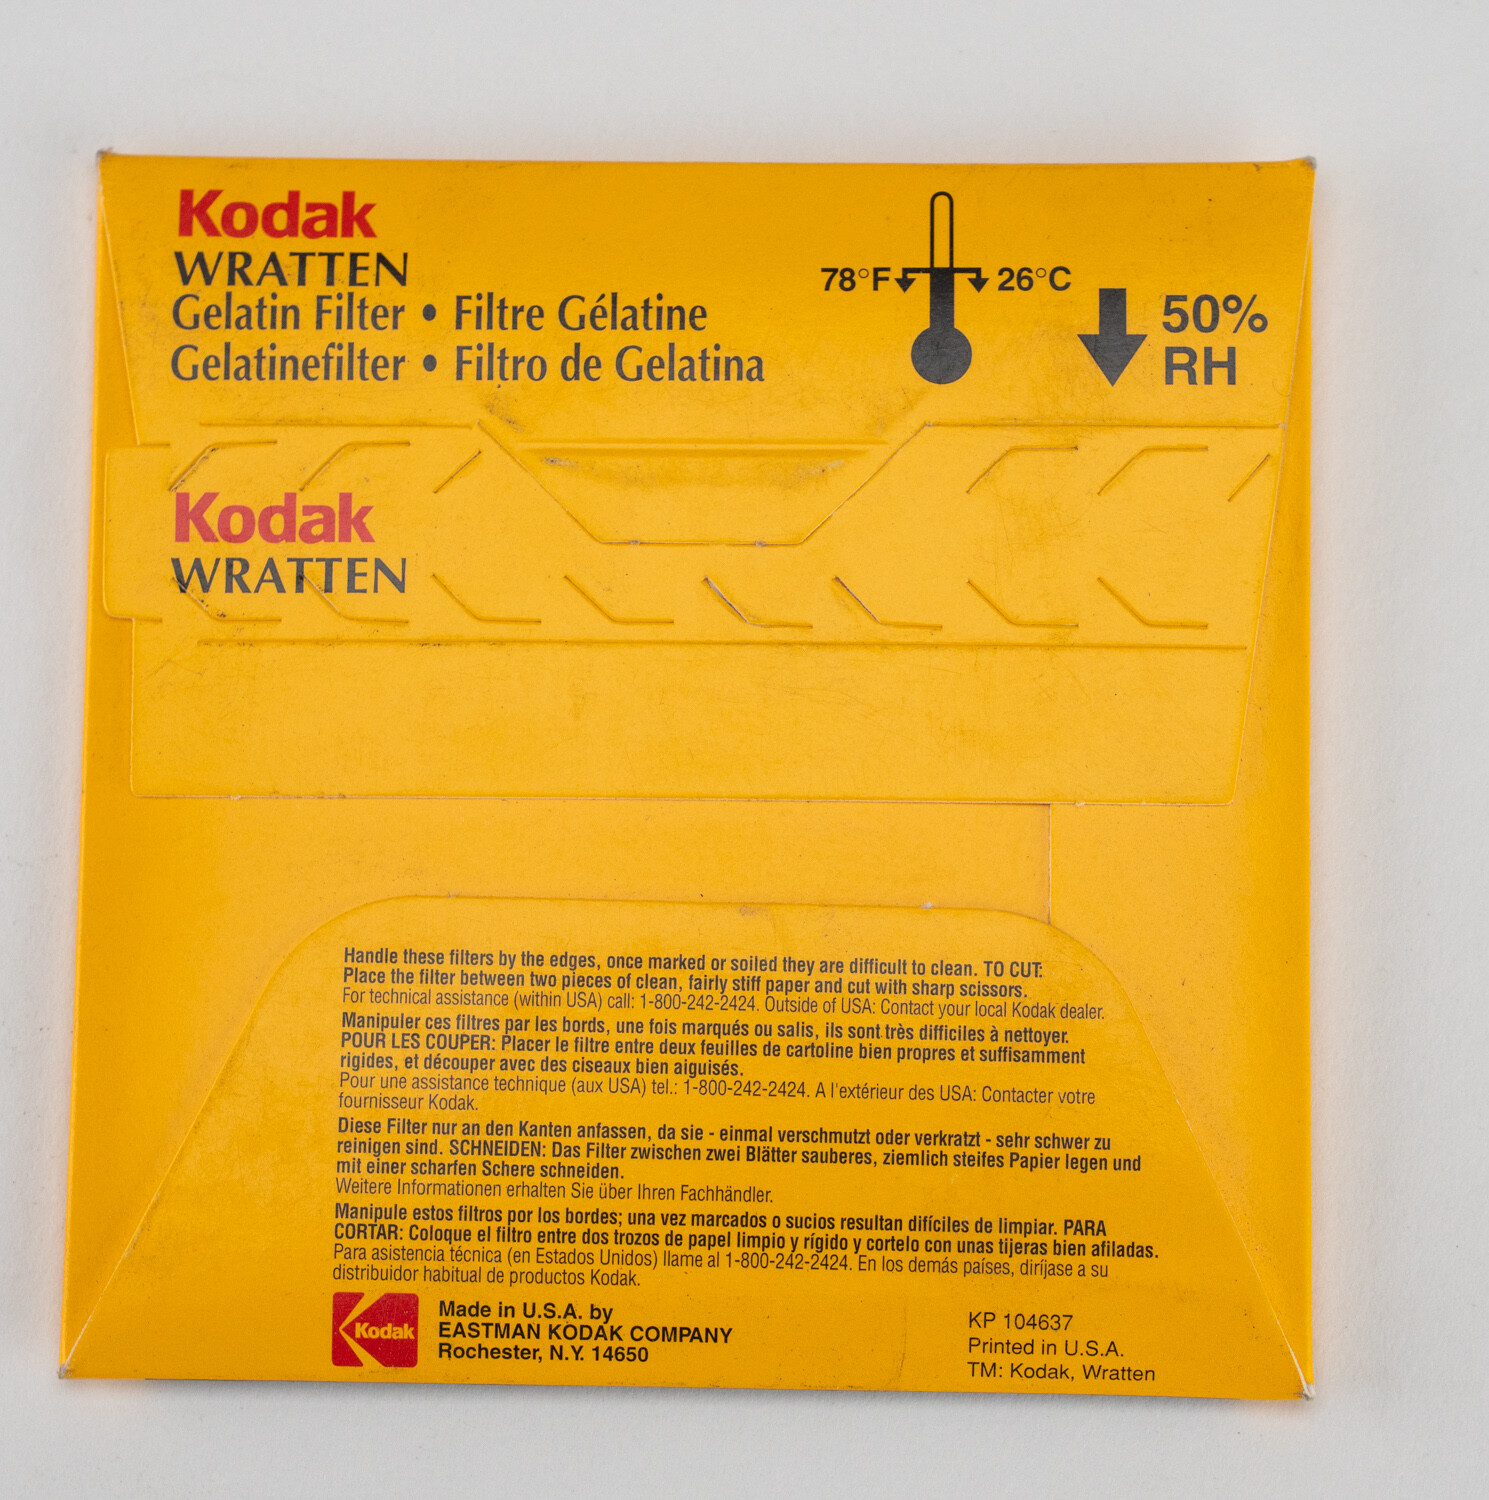 Kodak
WRATTEN
Gelatin Filter • Filtre Gélatine
Gelatinefilter • Filtro de Gelatina
78°F 26°C
50%
RH
Kodak
WRATTEN
Handle these filters by the edges, once marked or soiled they are difficult to clean. TO CUT:
Place the filter between two pieces of clean, fairly stiff paper and cut with sharp scissors.
For technical assistance (within USA) call: 1-800-242-2424. Outside of USA: Contact your local Kodak dealer.
Manipuler ces filtres par les bords, une fois marqués ou salis, ils sont très difficiles à nettoyer.
POUR LES COUPER: Placer le filtre entre deux feuilles de cartoline bien propres et suffisamment
rigides, et découper avec des ciseaux bien aiguisés.
Pour une assistance technique (aux USA) tel.: 1-800-242-2424. A l'extérieur des USA: Contacter votre
fournisseur Kodak.
Diese Filter nur an den Kanten anfassen, da sie - einmal verschmutzt oder verkratzt - sehr schwer zu
reinigen sind. SCHNEIDEN: Das Filter zwischen zwei Blätter sauberes, ziemlich steifes Papier legen und
mit einer scharfen Schere schneiden.
Weitere Informationen erhalten Sie über Ihren Fachhändler.
Manipule estos filtros por los bordes; una vez marcados o sucios resultan difíciles de limpiar. PARA
CORTAR: Coloque el filtro entre dos trozos de papel limpio y rígido y cortelo con unas tijeras bien afiladas.
Para asistencia técnica (en Estados Unidos) llame al 1-800-242-2424. En los demás países, diríjase a su
distribuidor habitual de productos Kodak.
Kodak
Made in U.S.A. by
EASTMAN KODAK COMPANY
Rochester, N.Y. 14650
KP 104637
Printed in U.S.A.
TM: Kodak, Wratten